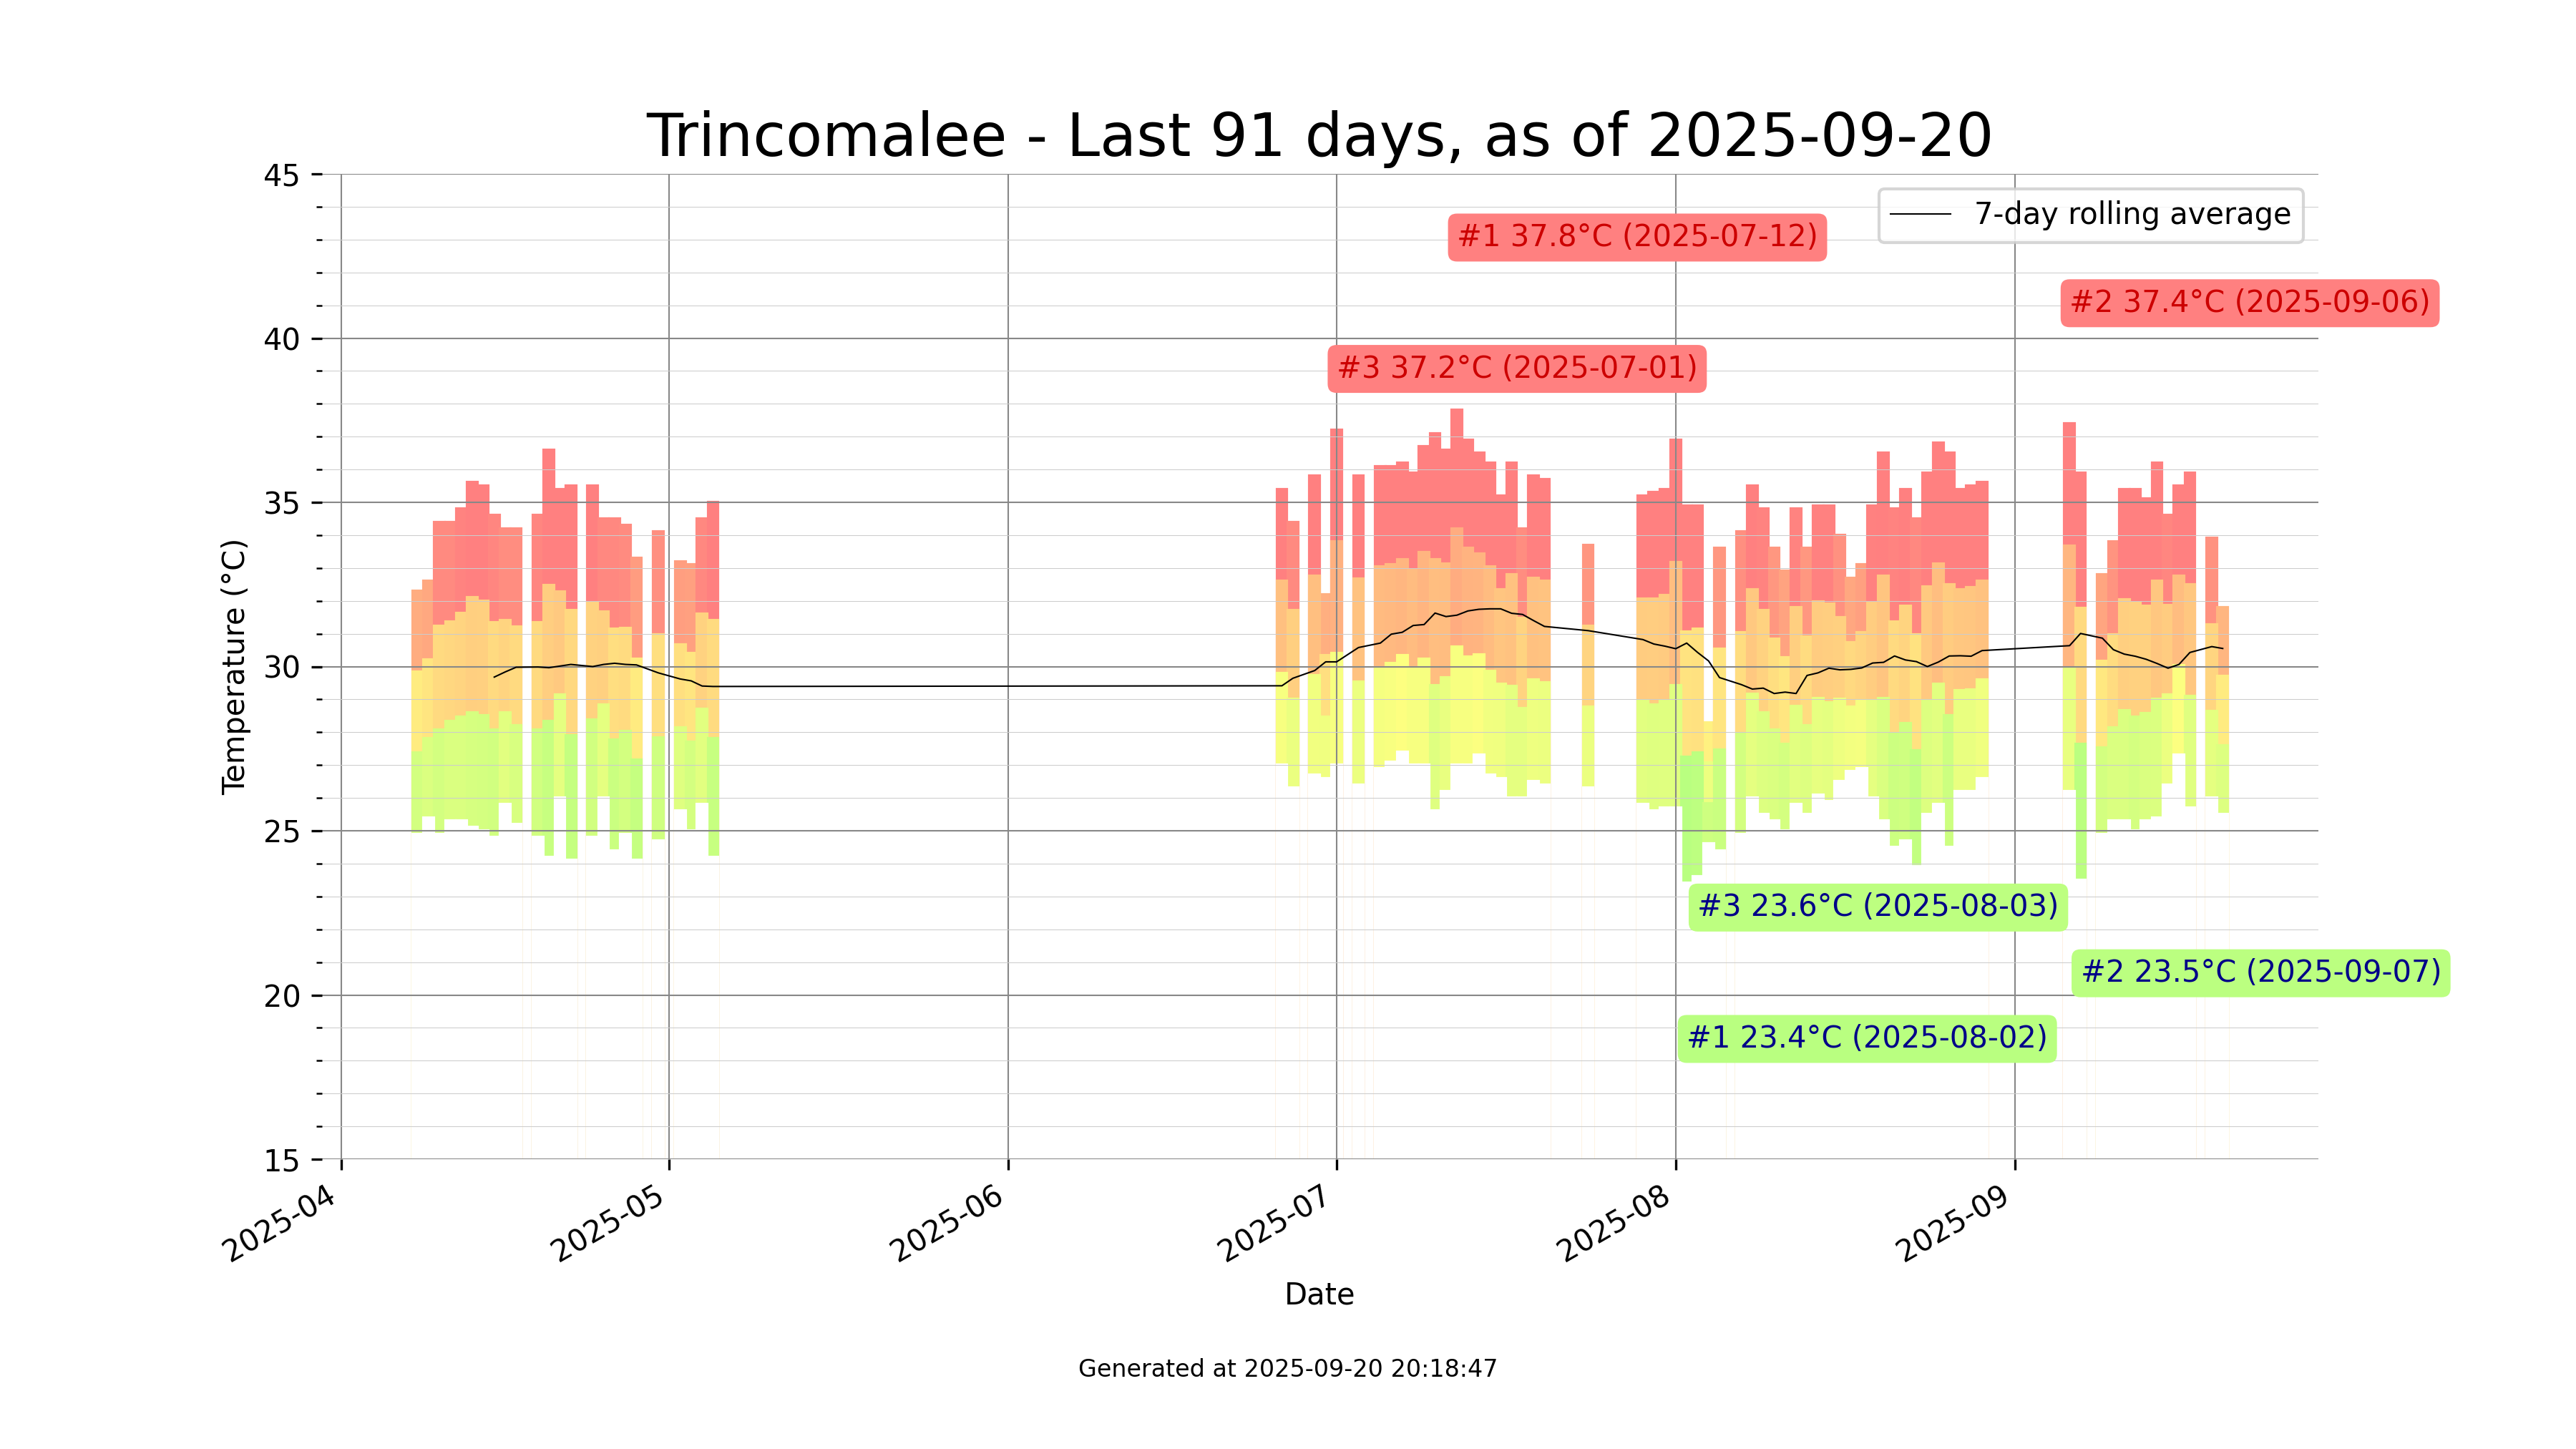 Trincomalee - Last 91 days, as of 2025-09-20
45
40
35
30
25
20
15
Temperature (°C)
7-day rolling average
#1 37.8°C (2025-07-12)
#2 37.4°C (2025-09-06)
#3 37.2°C (2025-07-01)
#3 23.6°C (2025-08-03)
#2 23.5°C (2025-09-07)
#1 23.4°C (2025-08-02)
2025-04
2025-05
2025-06
2025-07
2025-08
2025-09
Date
Generated at 2025-09-20 20:18:47